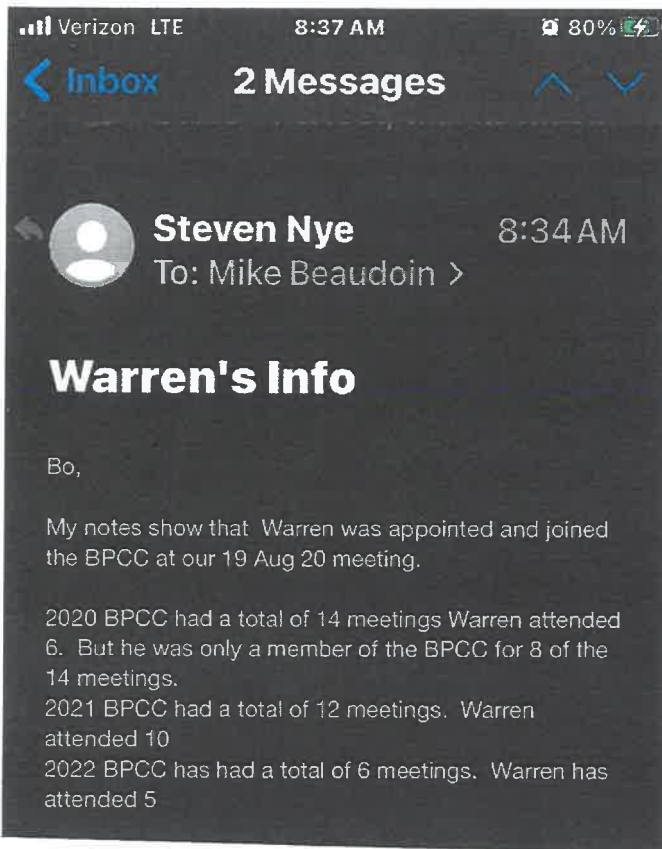 Verizon LTE 8:37 AM 80%
Inbox 2 Messages
Steven Nye 8:34 AM
To: Mike Beaudoin >
Warren's Info
Bo,
My notes show that Warren was appointed and joined
the BPCC at our 19 Aug 20 meeting.
2020 BPCC had a total of 14 meetings Warren attended
6. But he was only a member of the BPCC for 8 of the
14 meetings.
2021 BPCC had a total of 12 meetings. Warren
attended 10
2022 BPCC has had a total of 6 meetings. Warren has
attended 5